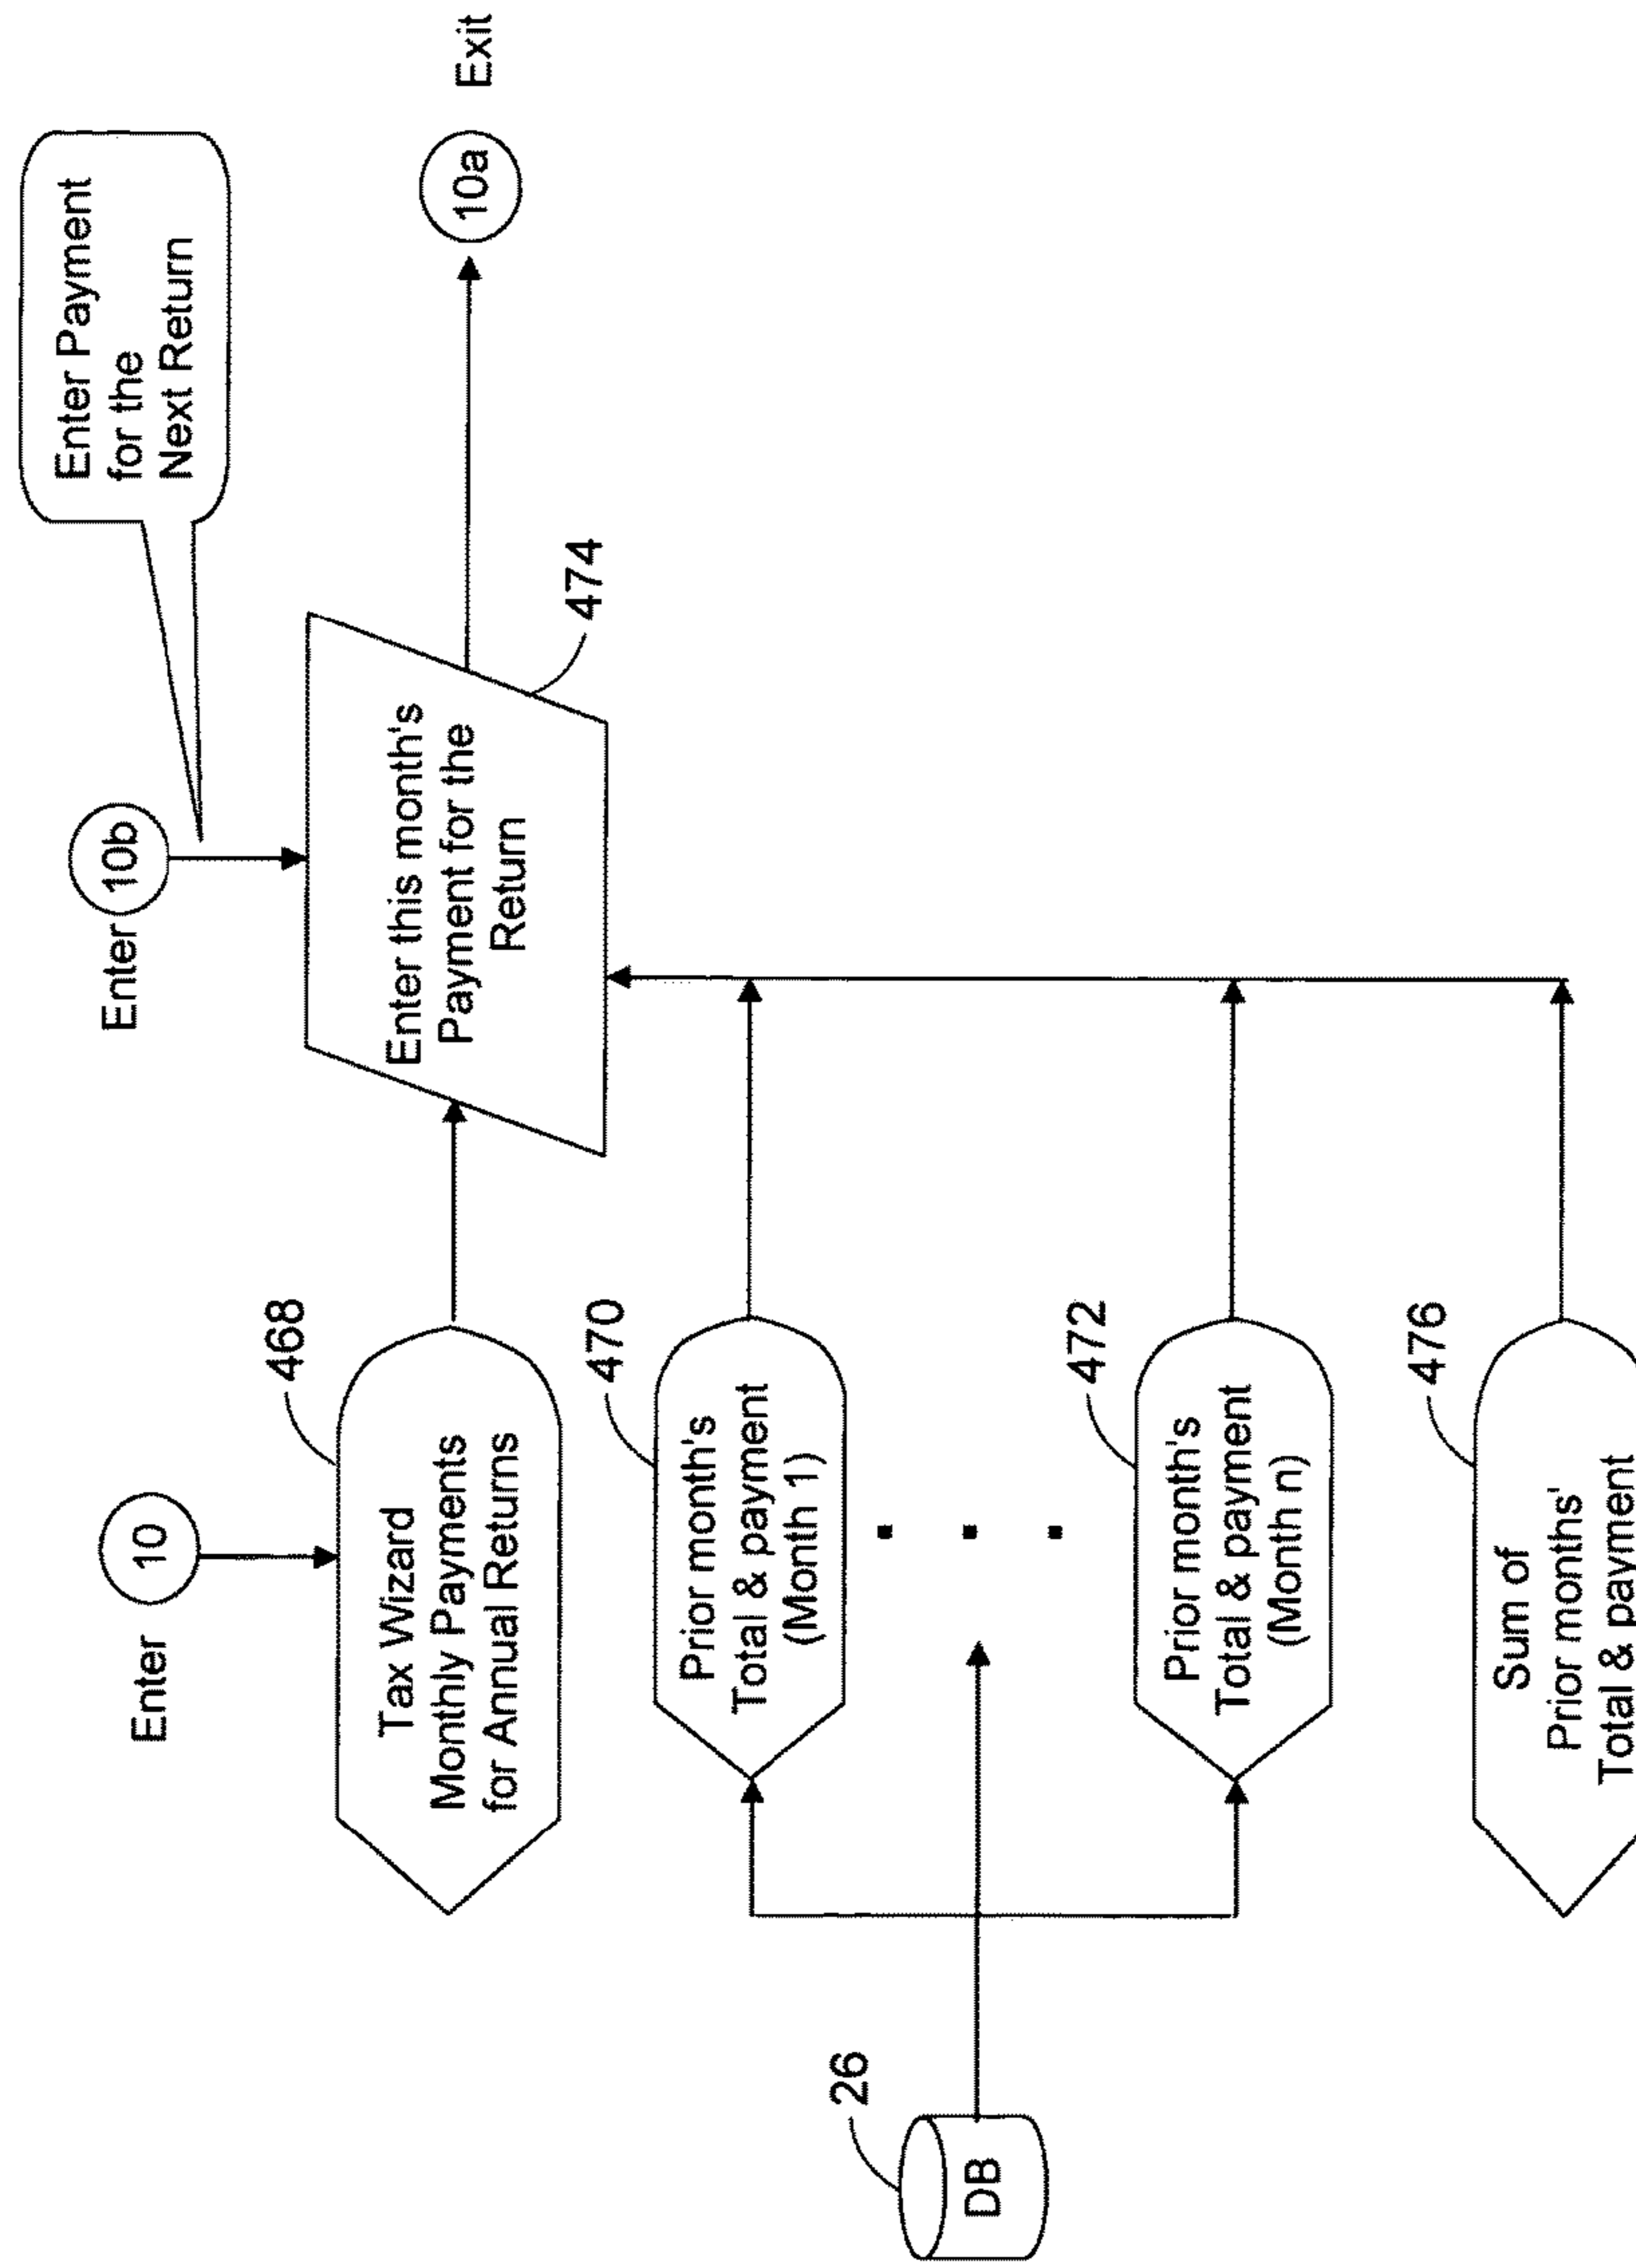 Enter 10
Enter 10b
Enter Payment
for the
Next Return
468
Tax Wizard
Monthly Payments
for Annual Returns
Enter this month's
Payment for the
Return
474
10a Exit
470
Prior month's
Total & payment
(Month 1)
26
DB
472
Prior month's
Total & payment
(Month n)
476
Sum of
Prior months'
Total & payment